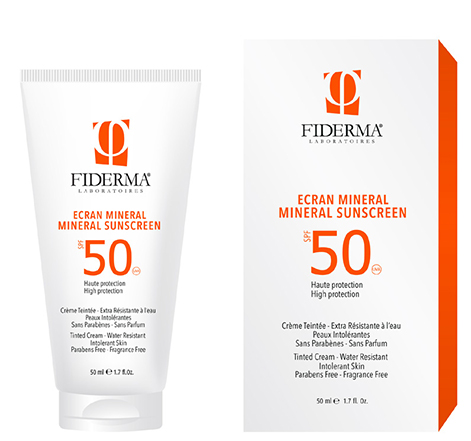 FIDERMA®
LABORATOIRES
ECRAN MINERAL
MINERAL SUNSCREEN
SPF 50 UVA
Haute protection
High protection
Crème Teintée - Extra Résistante à l'eau
Peaux Intolérantes
Sans Parabènes - Sans Parfum
Tinted Cream - Water Resistant
Intolerant Skin
Parabens Free - Fragrance Free
50 ml e 1.7 fl.oz.
FIDERMA®
LABORATOIRES
ECRAN MINERAL
MINERAL SUNSCREEN
SPF 50 UVA
Haute protection
High protection
Crème Teintée - Extra Résistante à l'eau
Peaux Intolérantes
Sans Parabènes - Sans Parfum
Tinted Cream - Water Resistant
Intolerant Skin
Parabens Free - Fragrance Free
50 ml e 1.7 fl. oz.